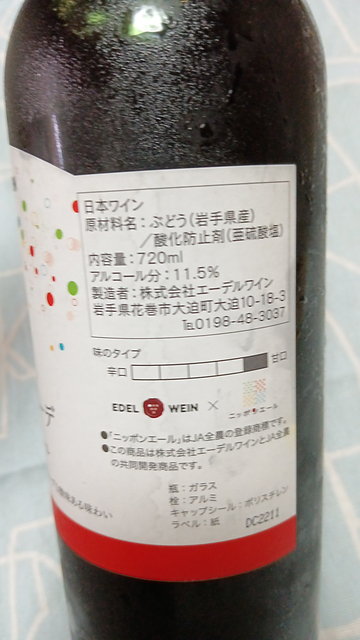 日本ワイン
原材料名：ぶどう(岩手県産)
／酸化防止剤(亜硫酸塩)
内容量：720ml
アルコール分：11.5%
製造者：株式会社エーデルワイン
岩手県花巻市大迫町大迫10-18-3
TEL0198-48-3037
味のタイプ
辛口 甘口
EDEL WEIN × ニッポンエール
●「ニッポンエール」はJA全農の登録商標です。
●この商品は株式会社エーデルワインとJA全農
の共同開発商品です。
ある味わい
瓶：ガラス
栓：アルミ
キャップシール：ポリスチレン
ラベル：紙
DC2211